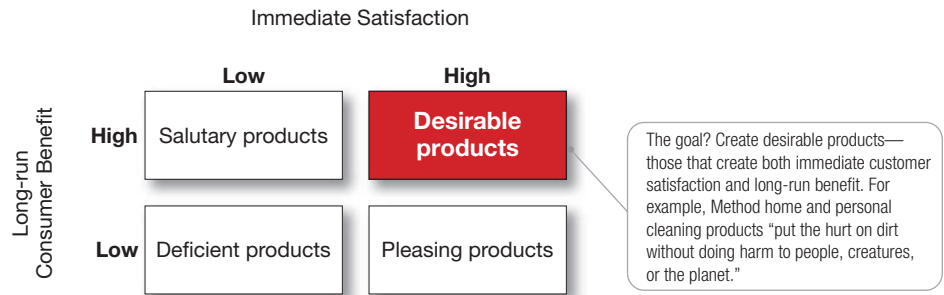 Immediate Satisfaction
Low
High
Long-run
Consumer Benefit
High
Salutary products
Desirable
products
Low
Deficient products
Pleasing products
The goal? Create desirable products—
those that create both immediate customer
satisfaction and long-run benefit. For
example, Method home and personal
cleaning products “put the hurt on dirt
without doing harm to people, creatures,
or the planet.”